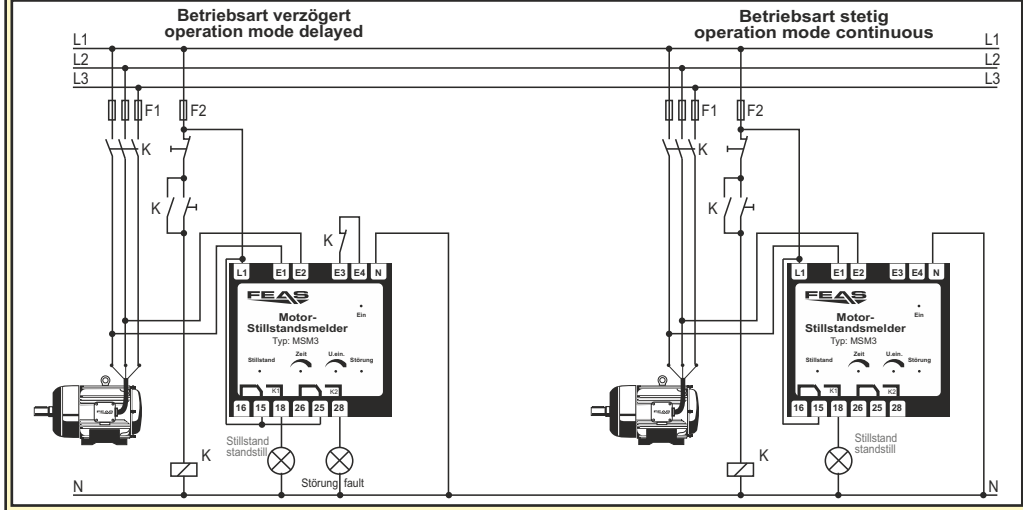 Betriebsart verzögert
operation mode delayed
Betriebsart stetig
operation mode continuous
L1
L1
L2
L2
L3
L3
F1
F2
F1
F2
K
K
K
K
K
L1
E1
E2
E3
E4
N
L1
E1
E2
E3
E4
N
FEAS
Ein
FEAS
Ein
Motor-
Stillstandsmelder
Typ: MSM3
Motor-
Stillstandsmelder
Typ: MSM3
Stillstand
Zeit
U.ein.
Störung
Stillstand
Zeit
U.ein.
Störung
K1
K2
K1
K2
16
15
18
26
25
28
16
15
18
26
25
28
FEAS
FEAS
Stillstand
standstill
Stillstand
standstill
K
Störung fault
K
N
N